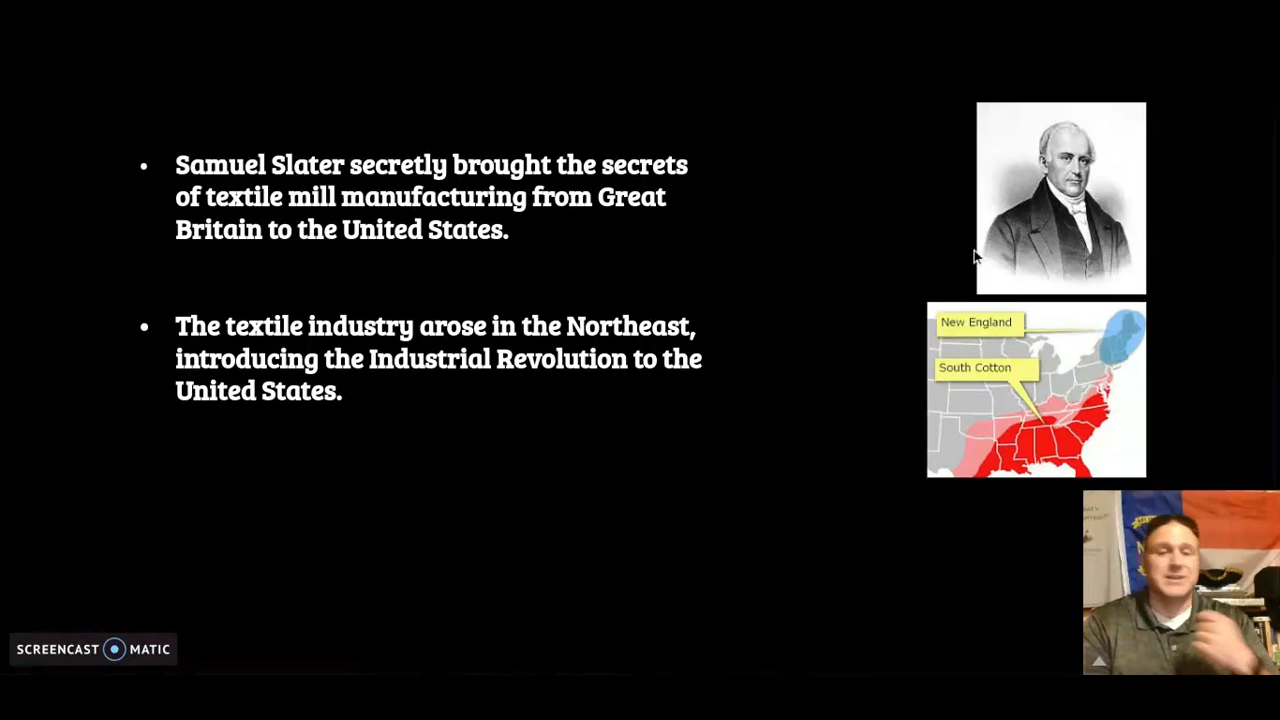 • Samuel Slater secretly brought the secrets
of textile mill manufacturing from Great
Britain to the United States.
• The textile industry arose in the Northeast,
introducing the Industrial Revolution to the
United States.
New England
South Cotton
SCREENCAST MATIC